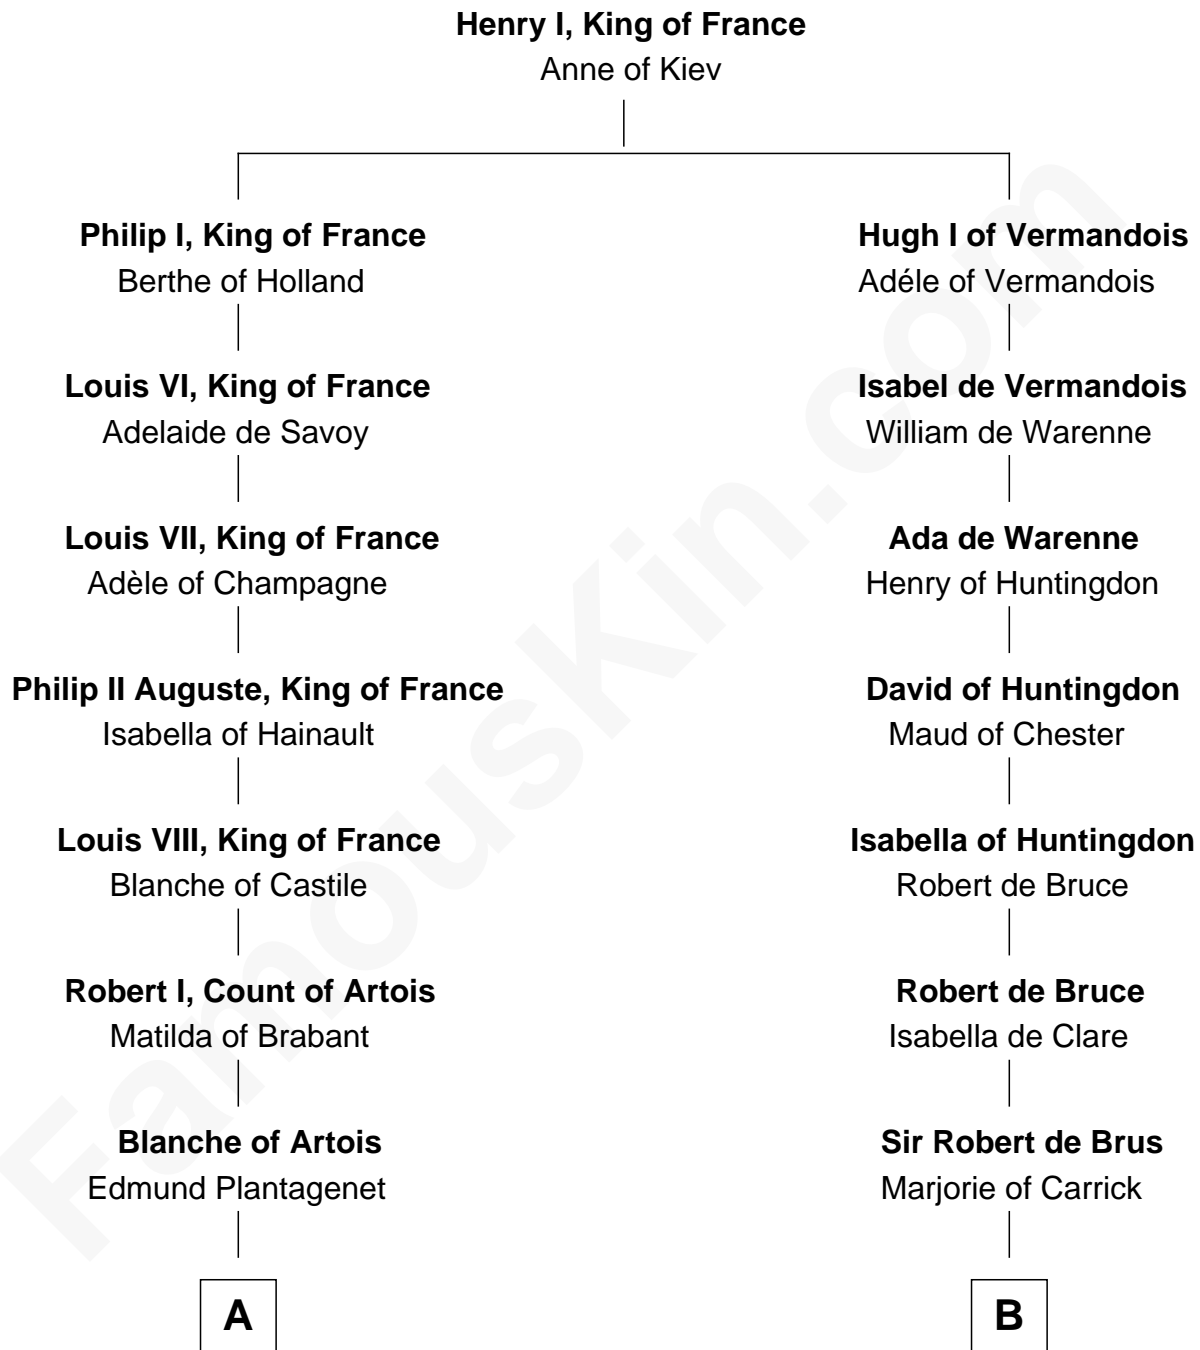 Henry I, King of France
Anne of Kiev
Philip I, King of France
Berthe of Holland
Hugh I of Vermandois
Adéle of Vermandois
Louis VI, King of France
Adelaide de Savoy
Isabel de Vermandois
William de Warenne
Louis VII, King of France
Adèle of Champagne
Ada de Warenne
Henry of Huntingdon
Philip II Auguste, King of France
Isabella of Hainault
David of Huntingdon
Maud of Chester
Louis VIII, King of France
Blanche of Castile
Isabella of Huntingdon
Robert de Bruce
Robert I, Count of Artois
Matilda of Brabant
Robert de Bruce
Isabella de Clare
Blanche of Artois
Edmund Plantagenet
Sir Robert de Brus
Marjorie of Carrick
A
B
FamousKin.com